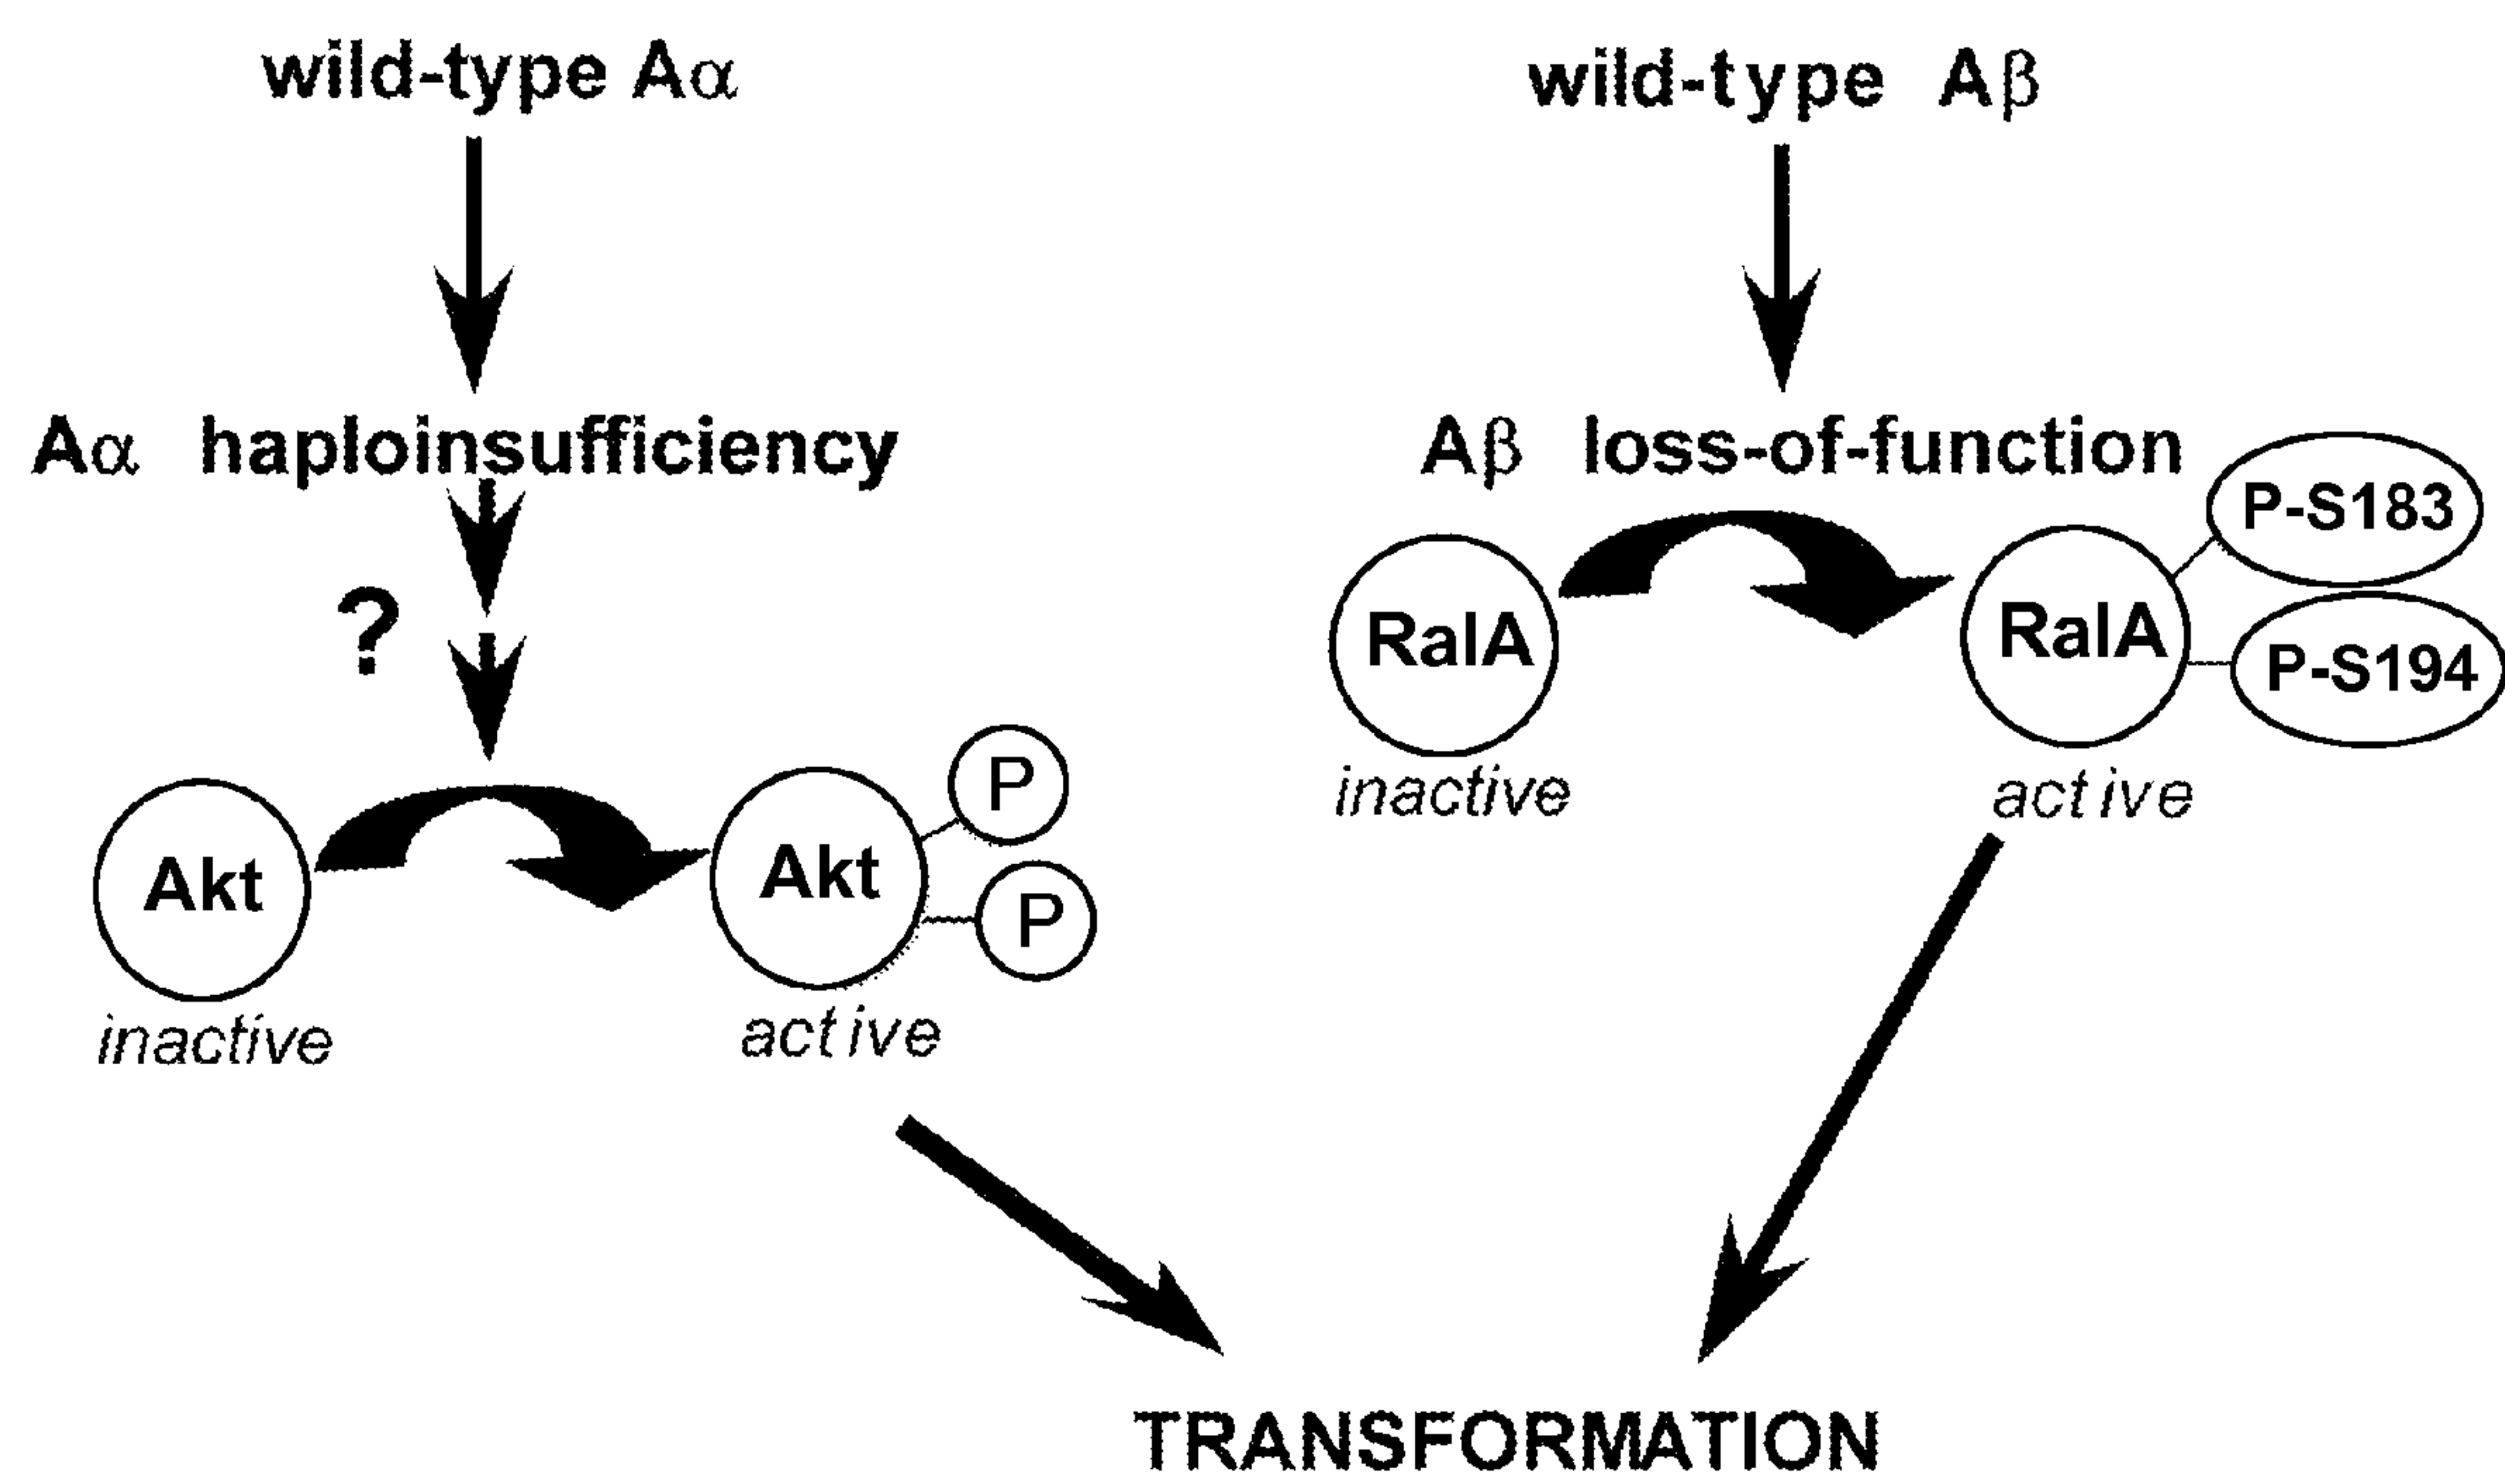 wild-type Aα
wild-type Aβ
Aα haploinsufficiency
Aβ loss-of-function
P-S183
?
RalA
RalA
P-S194
inactive
active
P
Akt
Akt
P
inactive
active
TRANSFORMATION